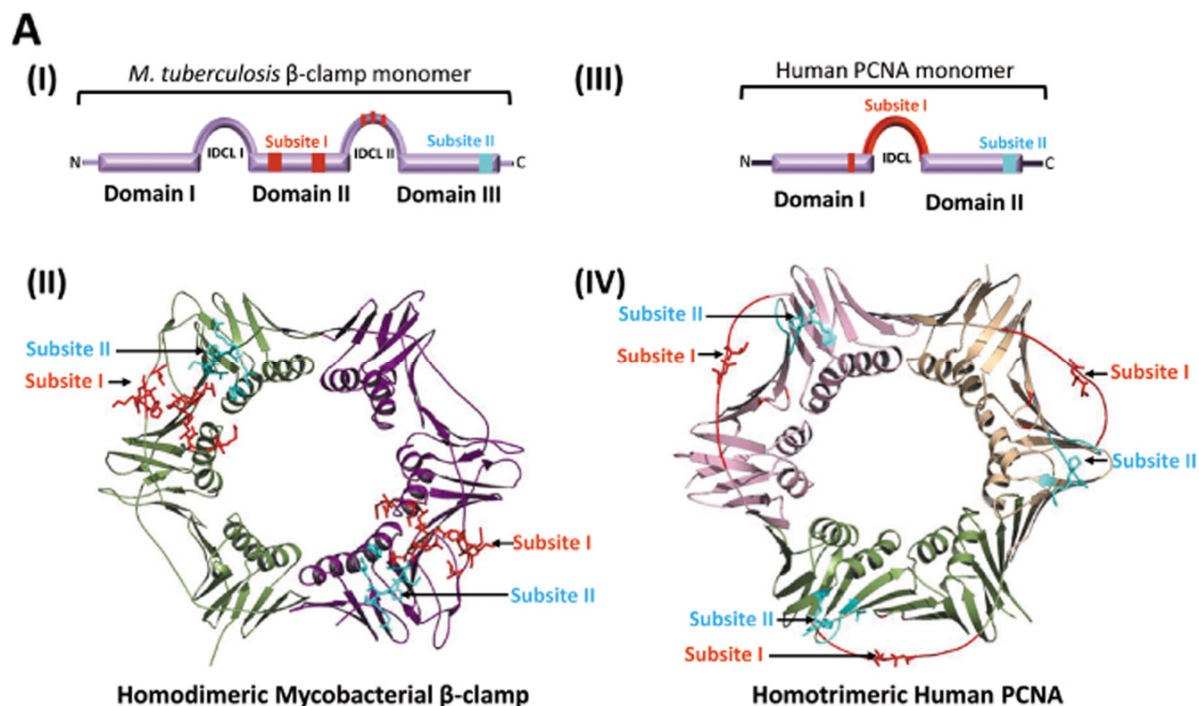 A
(I)
M. tuberculosis β-clamp monomer
Subsite I
Subsite II
N
IDCL I
IDCL II
C
Domain I
Domain II
Domain III
(III)
Human PCNA monomer
Subsite I
Subsite II
N
IDCL
C
Domain I
Domain II
(II)
Subsite II
Subsite I
Subsite I
Subsite II
Homodimeric Mycobacterial β-clamp
(IV)
Subsite II
Subsite I
Subsite I
Subsite II
Subsite II
Subsite I
Homotrimeric Human PCNA